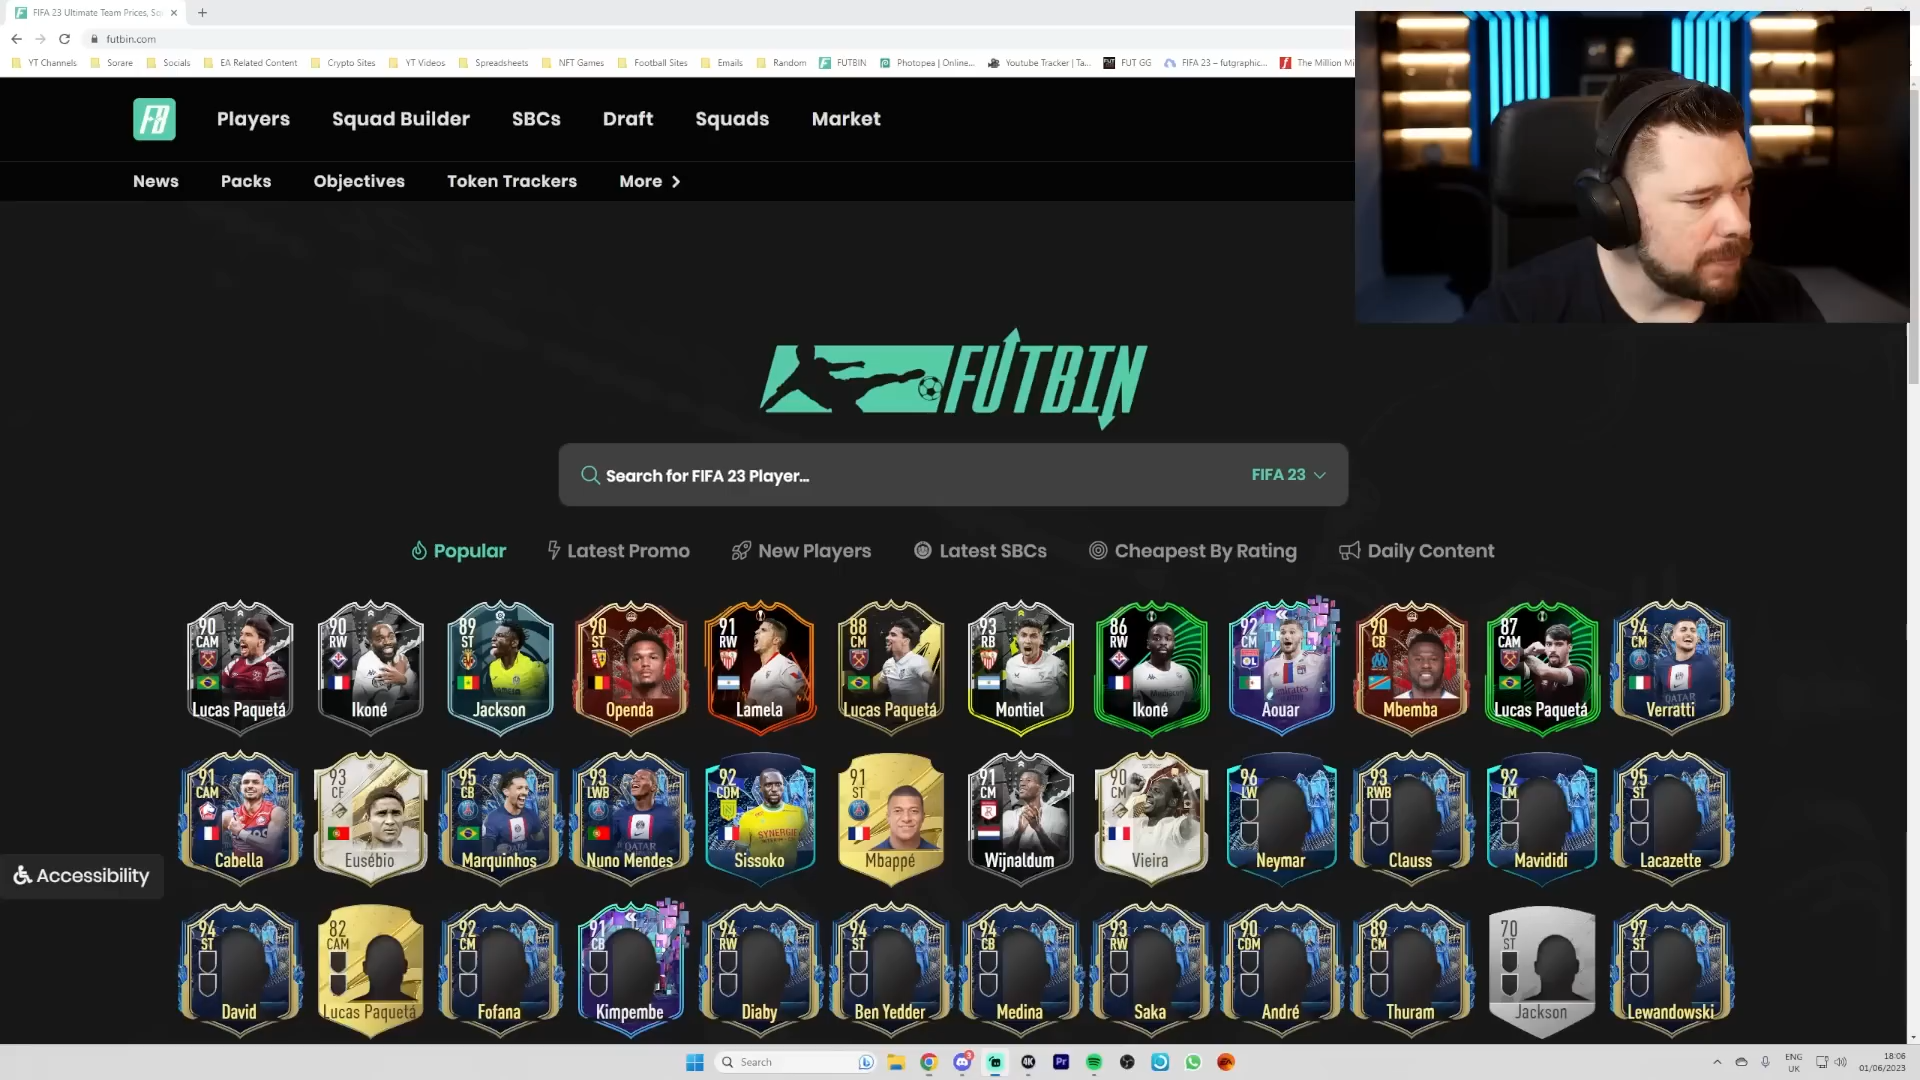 FIFA 23 Ultimate Team Prices, Sq
futbin.com
YT Channels Sorare Socials EA Related Content Crypto Sites YT Videos Spreadsheets NFT Games Football Sites Emails Random FUTBIN Photopea | Online... Youtube Tracker | Ta... FUT GG FIFA 23 – futgraphic... The Million Mi
Players Squad Builder SBCs Draft Squads Market
News Packs Objectives Token Trackers More
FUTBIN
Search for FIFA 23 Player... FIFA 23
Popular Latest Promo New Players Latest SBCs Cheapest By Rating Daily Content
90 90 89 90 91 88 93 86 92 90 87 94
CAM RW ST ST RW CM RB RW CM CB CAM CM
Lucas Paquetá Ikoné Jackson Openda Lamela Lucas Paquetá Montiel Ikoné Aouar Mbemba Lucas Paquetá Verratti
91 93 95 93 92 91 91 90 96 93 92 95
CAM CF CB LWB CDM ST CM CM LW RWB LM ST
Cabella Eusébio Marquinhos Nuno Mendes Sissoko Mbappé Wijnaldum Vieira Neymar Clauss Mavididi Lacazette
Accessibility
94 82 92 91 94 94 94 93 90 89 70 97
ST CAM CM CB RW ST CB RW CDM CM ST ST
David Lucas Paquetá Fofana Kimpembe Diaby Ben Yedder Medina Saka André Thuram Jackson Lewandowski
Search 3 4K Pr EA ENG 18:06
UK 01/06/2023